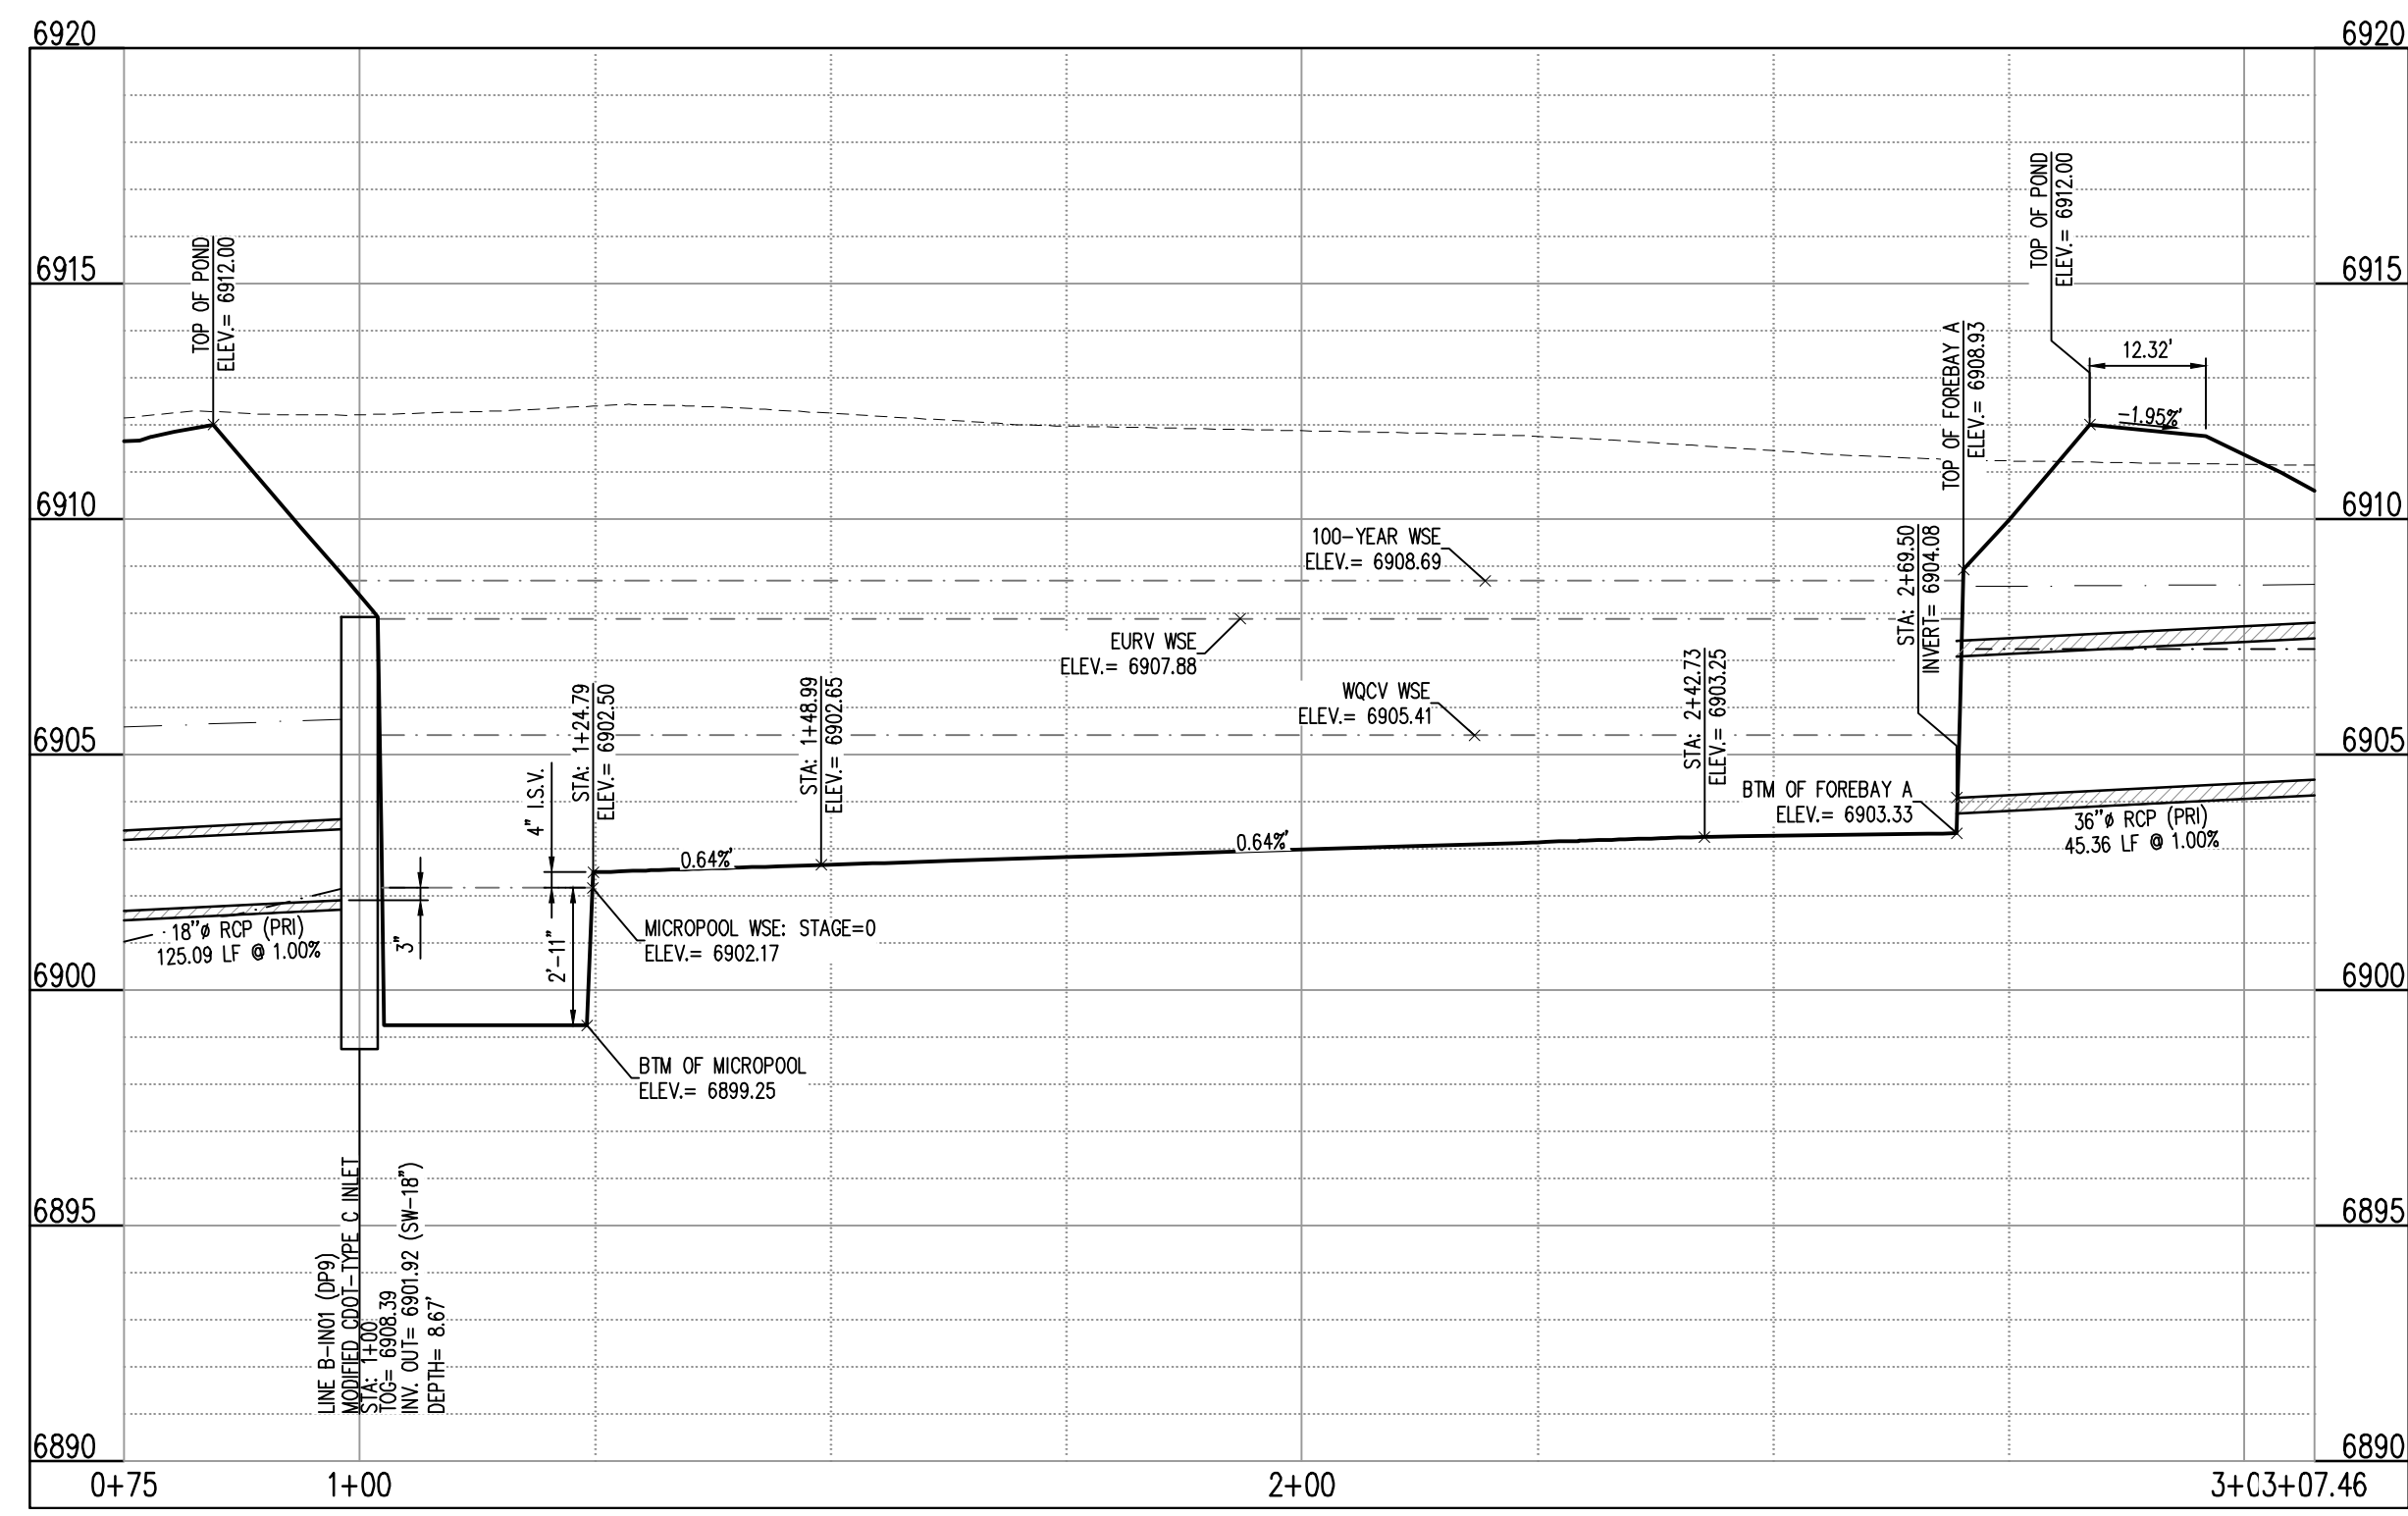 6920
6920
TOP OF POND
ELEV.= 6912.00
TOP OF POND
ELEV.= 6912.00
6915
6915
TOP OF FOREBAY A
ELEV.= 6908.93
12.32'
-1.95%'
6910
6910
100-YEAR WSE
ELEV.= 6908.69
STA: 2+69.50
INVERT= 6904.08
EURV WSE
ELEV.= 6907.88
WQCV WSE
ELEV.= 6905.41
STA: 1+24.79
ELEV.= 6902.50
STA: 1+48.99
ELEV.= 6902.65
STA: 2+42.73
ELEV.= 6903.25
6905
6905
4" I.S.V.
BTM OF FOREBAY A
ELEV.= 6903.33
36"ø RCP (PRI)
45.36 LF @ 1.00%
0.64%'
0.64%'
18"ø RCP (PRI)
125.09 LF @ 1.00%
3"
2'-11"
MICROPOOL WSE: STAGE=0
ELEV.= 6902.17
6900
6900
BTM OF MICROPOOL
ELEV.= 6899.25
LINE B-IN01 (DP9)
MODIFIED CDOT-TYPE C INLET
STA: 1+00
TOG= 6908.39
INV. OUT= 6901.92 (SW-18")
DEPTH= 8.67'
6895
6895
6890
6890
0+75
1+00
2+00
3+0
3+07.46